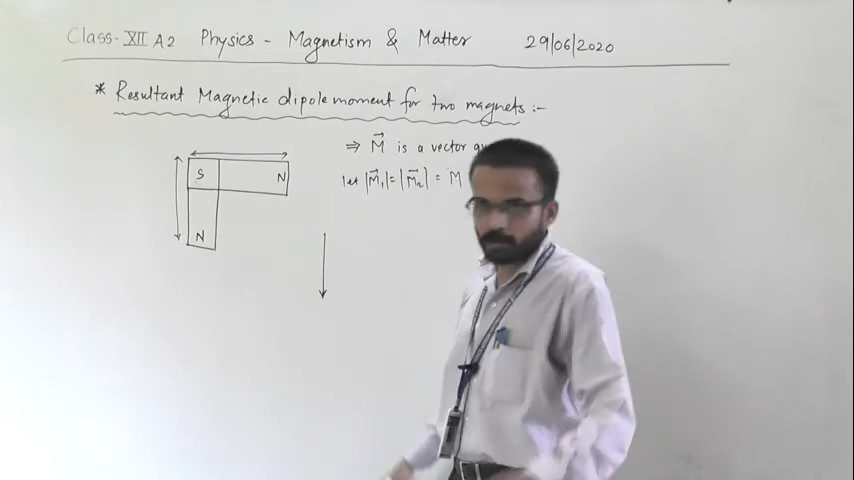 Class-XII A2 Physics - Magnetism & Matter 29/06/2020
* Resultant Magnetic dipole moment for two magnets:-
⇒ M⃗ is a vector
let |M⃗₁| = |M⃗₂| = M
S N
N